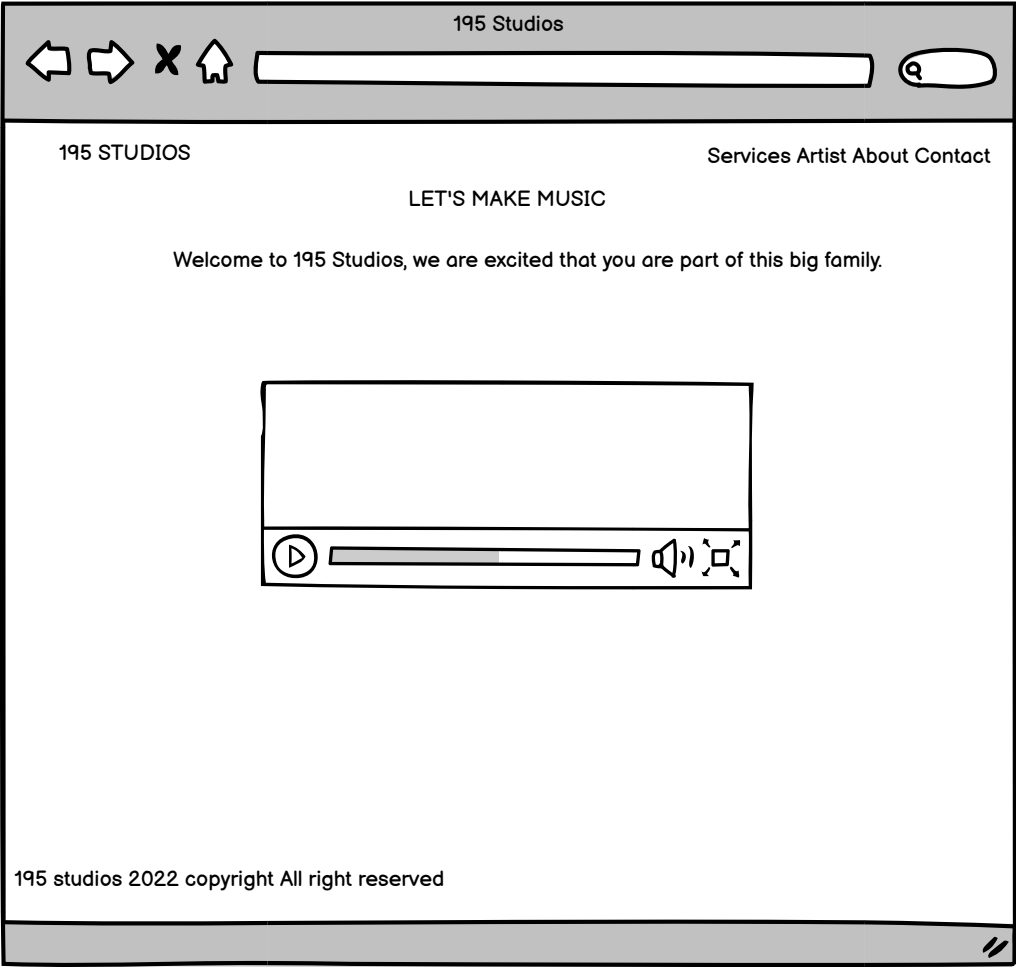 195 Studios
195 STUDIOS
Services Artist About Contact
LET'S MAKE MUSIC
Welcome to 195 Studios, we are excited that you are part of this big family.
195 studios 2022 copyright All right reserved